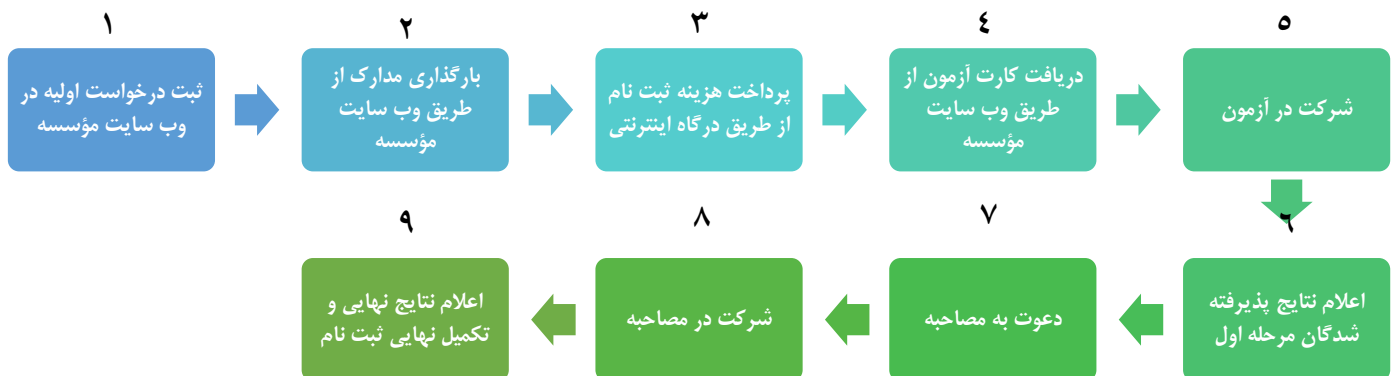 ۱
ثبت درخواست اولیه در
وب سایت مؤسسه
۲
بارگذاری مدارک از
طریق وب سایت
مؤسسه
۳
پرداخت هزینه ثبت نام
از طریق درگاه اینترنتی
٤
دریافت کارت آزمون از
طریق وب سایت
مؤسسه
٥
شرکت در آزمون
٦
اعلام نتایج پذیرفته
شدگان مرحله اول
۷
دعوت به مصاحبه
۸
شرکت در مصاحبه
۹
اعلام نتایج نهایی و
تکمیل نهایی ثبت نام